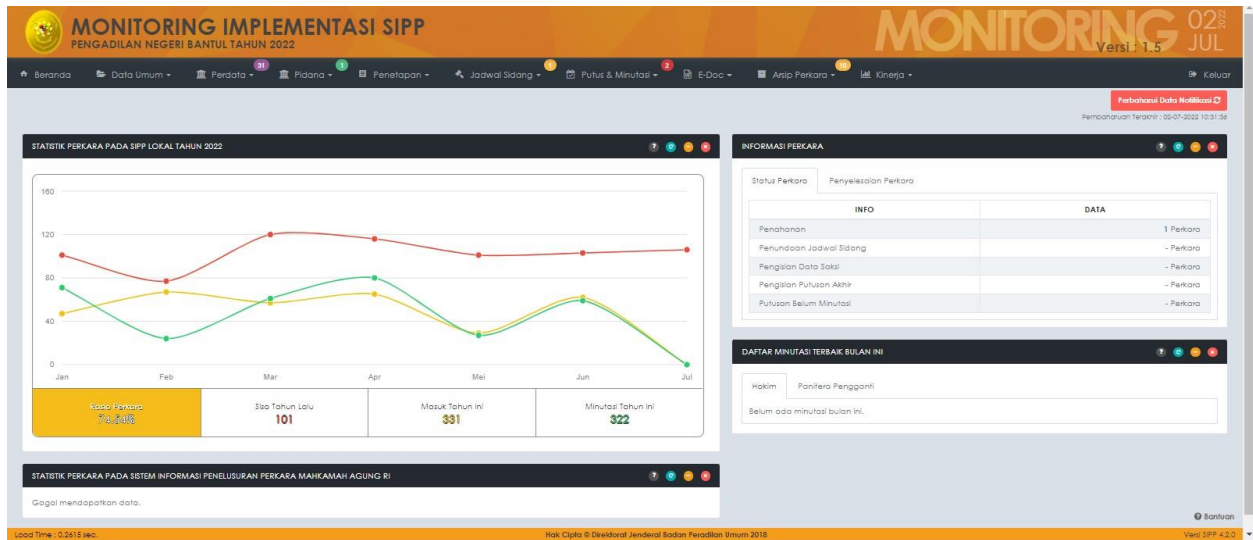 MONITORING IMPLEMENTASI SIPP
PENGADILAN NEGERI BANTUL TAHUN 2022
MONITORING
Versi : 1.5
02
JUL
Beranda
Data Umum
Perdata
31
Pidana
1
Penetapan
Jadwal Sidang
1
Putus & Minutasi
2
E-Doc
Arsip Perkara
10
Kinerja
Keluar
Perbaharui Data Notifikasi
Pembaharuan Terakhir : 02-07-2022 10:31:36
STATISTIK PERKARA PADA SIPP LOKAL TAHUN 2022
160
120
80
40
0
Jan Feb Mar Apr Mei Jun Jul
Rasio Perkara
74.54%
Sisa Tahun Lalu
101
Masuk Tahun Ini
331
Minutasi Tahun Ini
322
INFORMASI PERKARA
Status Perkara Penyelesaian Perkara
INFO DATA
Penahanan 1 Perkara
Penundaan Jadwal Sidang - Perkara
Pengisian Data Saksi - Perkara
Pengisian Putusan Akhir - Perkara
Putusan Belum Minutasi - Perkara
DAFTAR MINUTASI TERBAIK BULAN INI
Hakim Panitera Pengganti
Belum ada minutasi bulan ini.
STATISTIK PERKARA PADA SISTEM INFORMASI PENELUSURAN PERKARA MAHKAMAH AGUNG RI
Gagal mendapatkan data.
Bantuan
Load Time : 0.2615 sec.
Hak Cipta © Direktorat Jenderal Badan Peradilan Umum 2018
Versi SIPP 4.2.0